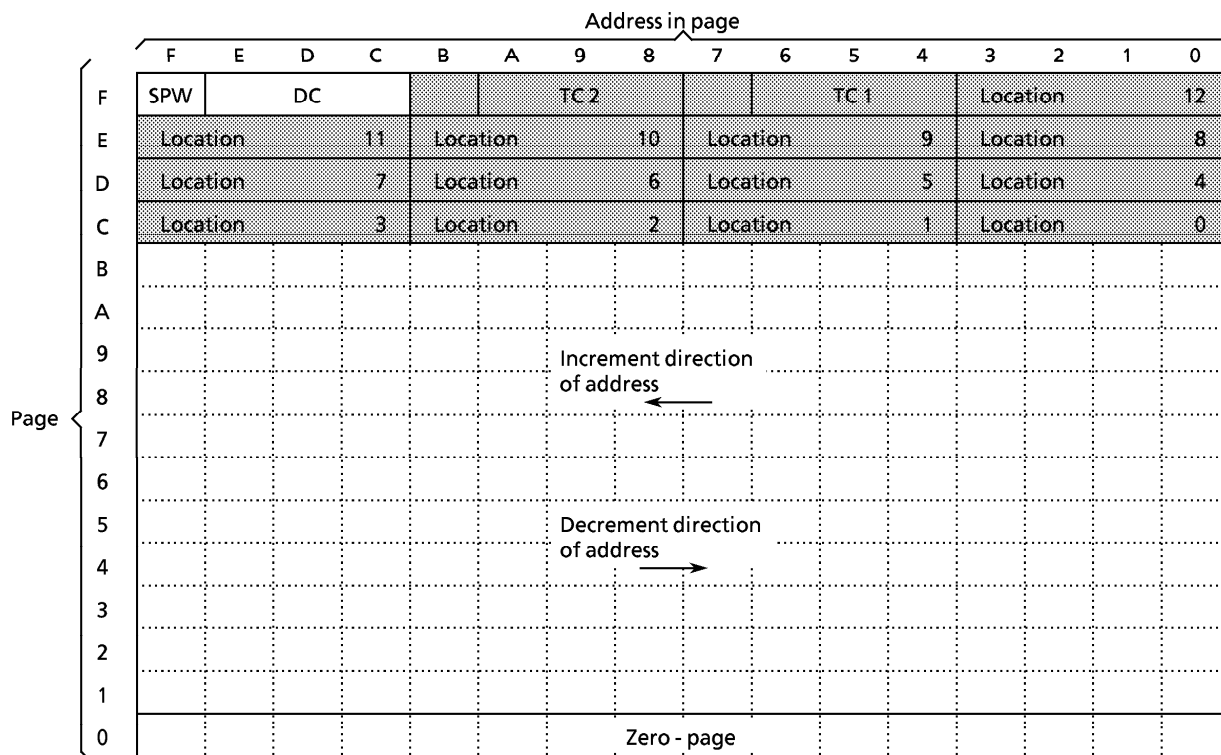 Address in page
F E D C B A 9 8 7 6 5 4 3 2 1 0
F SPW DC TC 2 TC 1 Location 12
E Location 11 Location 10 Location 9 Location 8
D Location 7 Location 6 Location 5 Location 4
C Location 3 Location 2 Location 1 Location 0
B
A
9
Increment direction
of address
8
Page
7
6
5
Decrement direction
of address
4
3
2
1
0 Zero - page